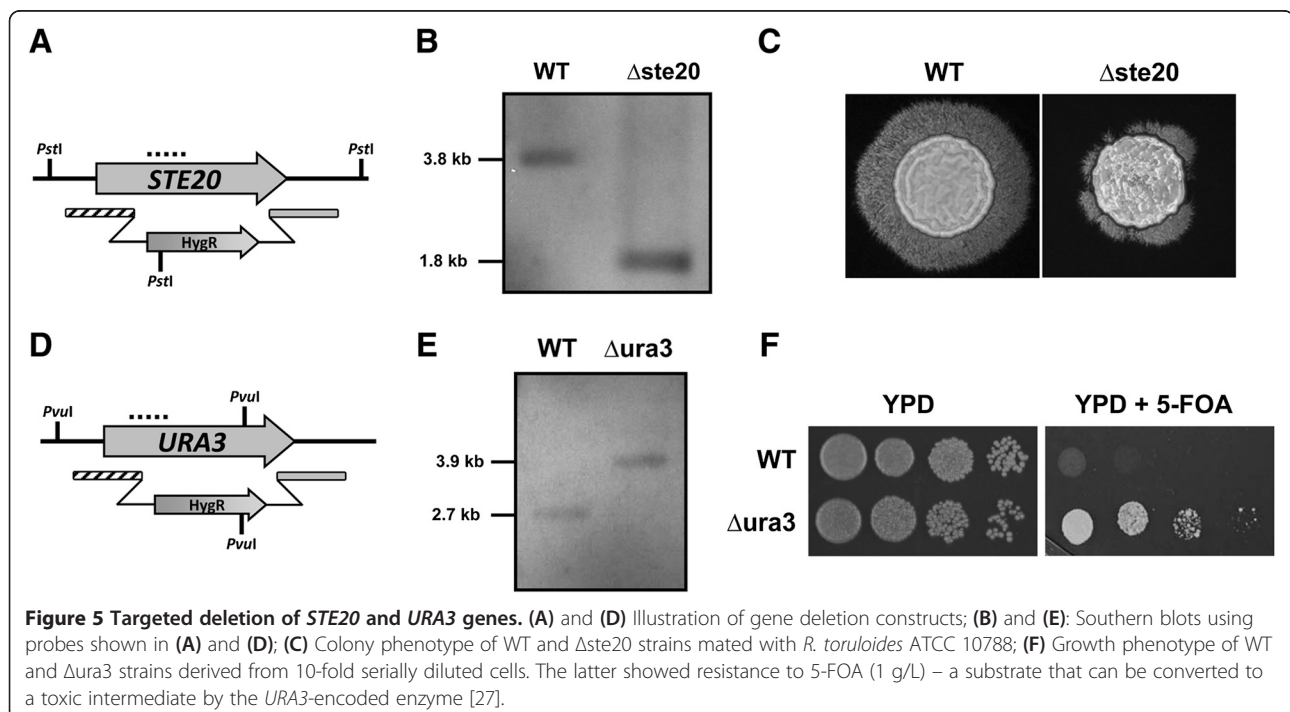 A
PstI
PstI
STE20
HygR
PstI
B
WT Δste20
3.8 kb
1.8 kb
C
WT Δste20
D
PvuI
PvuI
URA3
HygR
PvuI
E
WT Δura3
3.9 kb
2.7 kb
F
YPD YPD + 5-FOA
WT
Δura3
Figure 5 Targeted deletion of STE20 and URA3 genes. (A) and (D) Illustration of gene deletion constructs; (B) and (E): Southern blots using
probes shown in (A) and (D); (C) Colony phenotype of WT and Δste20 strains mated with R. toruloides ATCC 10788; (F) Growth phenotype of WT
and Δura3 strains derived from 10-fold serially diluted cells. The latter showed resistance to 5-FOA (1 g/L) – a substrate that can be converted to
a toxic intermediate by the URA3-encoded enzyme [27].